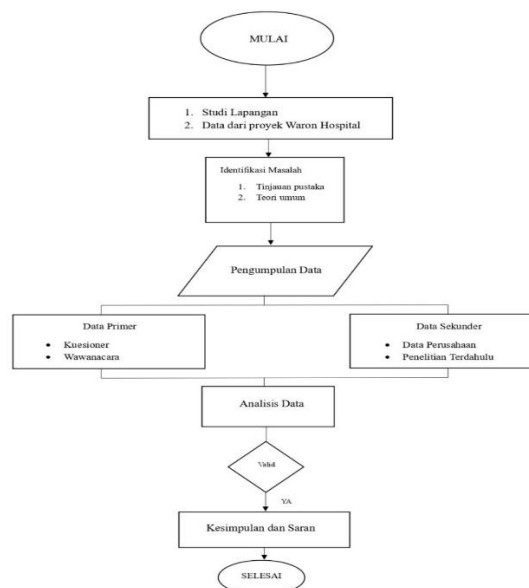 MULAI
1. Studi Lapangan
2. Data dari proyek Waron Hospital
Identifikasi Masalah
1. Tinjauan pustaka
2. Teori umum
Pengumpulan Data
Data Primer
• Kuesioner
• Wawanacara
Data Sekunder
• Data Perusahaan
• Penelitian Terdahulu
Analisis Data
Valid
YA
Kesimpulan dan Saran
SELESAI